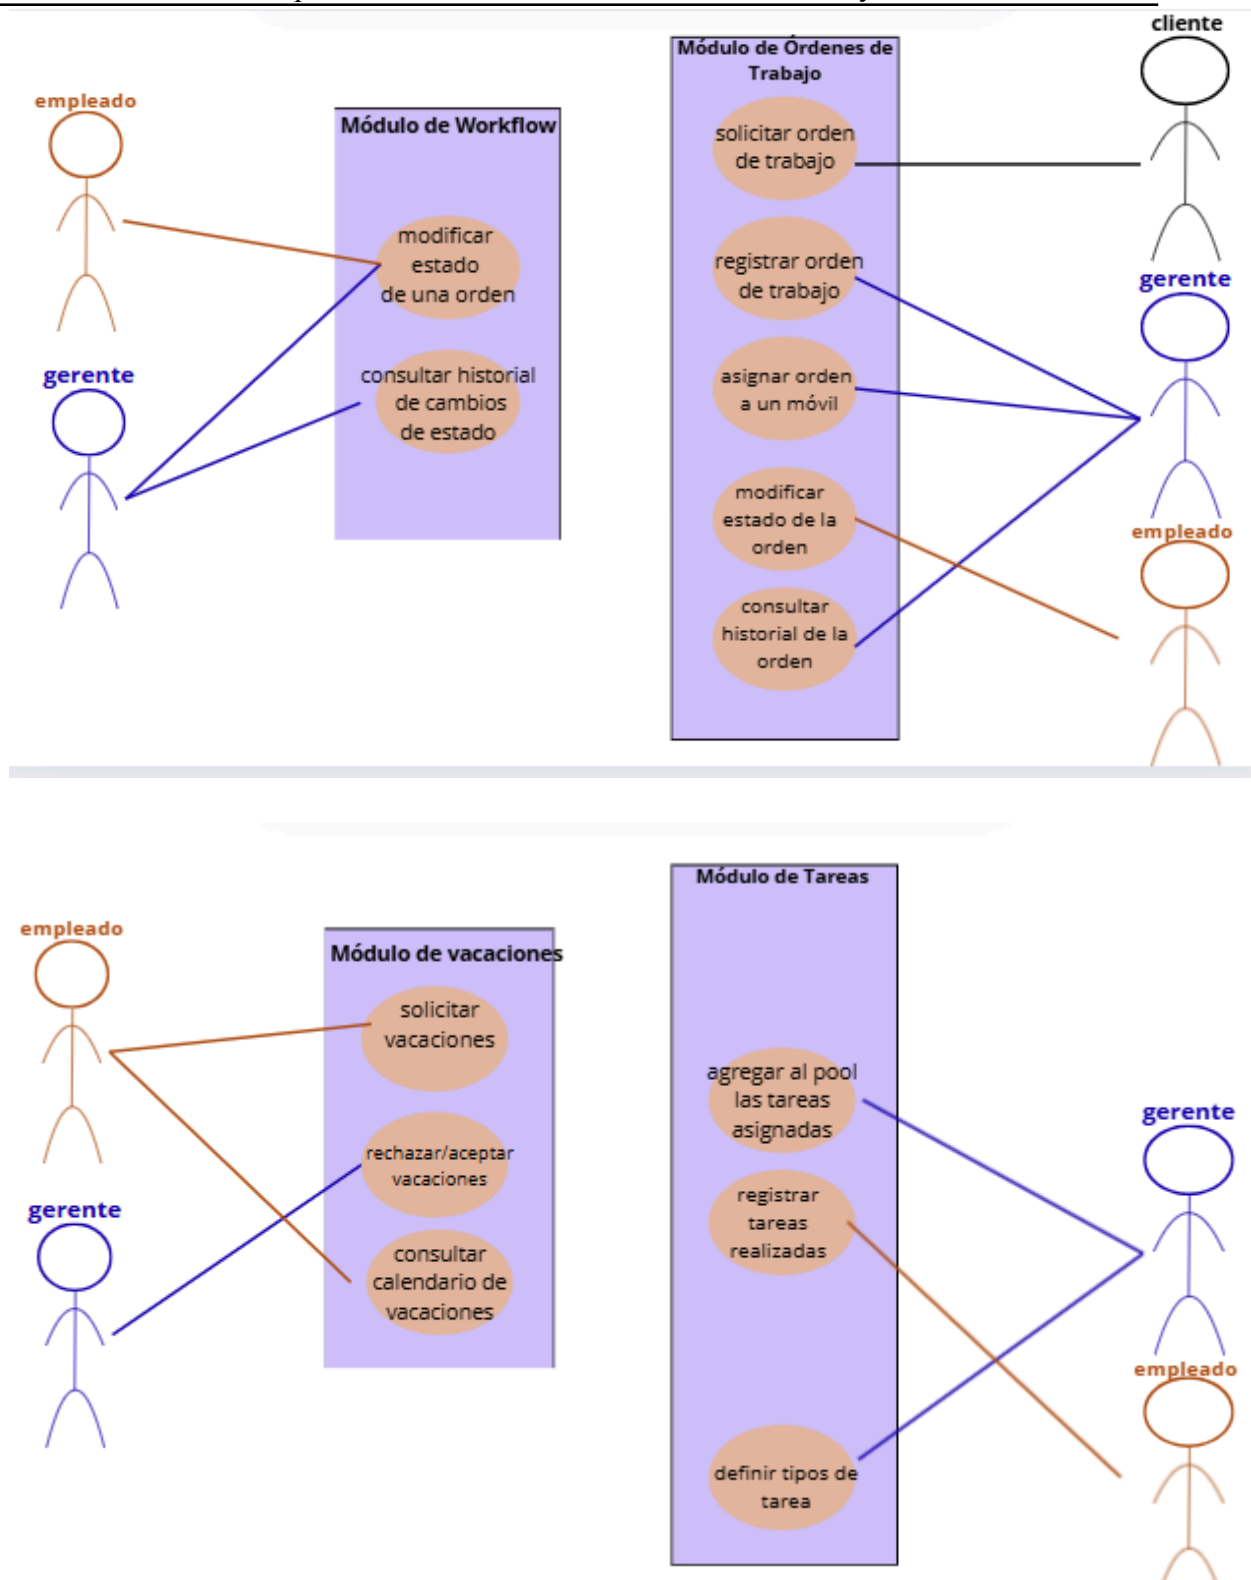 cliente
Módulo de Órdenes de
Trabajo
empleado
Módulo de Workflow
solicitar orden
de trabajo
modificar
estado
de una orden
registrar orden
de trabajo
gerente
gerente
consultar historial
de cambios
de estado
asignar orden
a un móvil
modificar
estado de la
orden
empleado
consultar
historial de la
orden
Módulo de Tareas
empleado
Módulo de vacaciones
solicitar
vacaciones
agregar al pool
las tareas
asignadas
gerente
rechazar/aceptar
vacaciones
registrar
tareas
realizadas
gerente
consultar
calendario de
vacaciones
empleado
definir tipos de
tarea